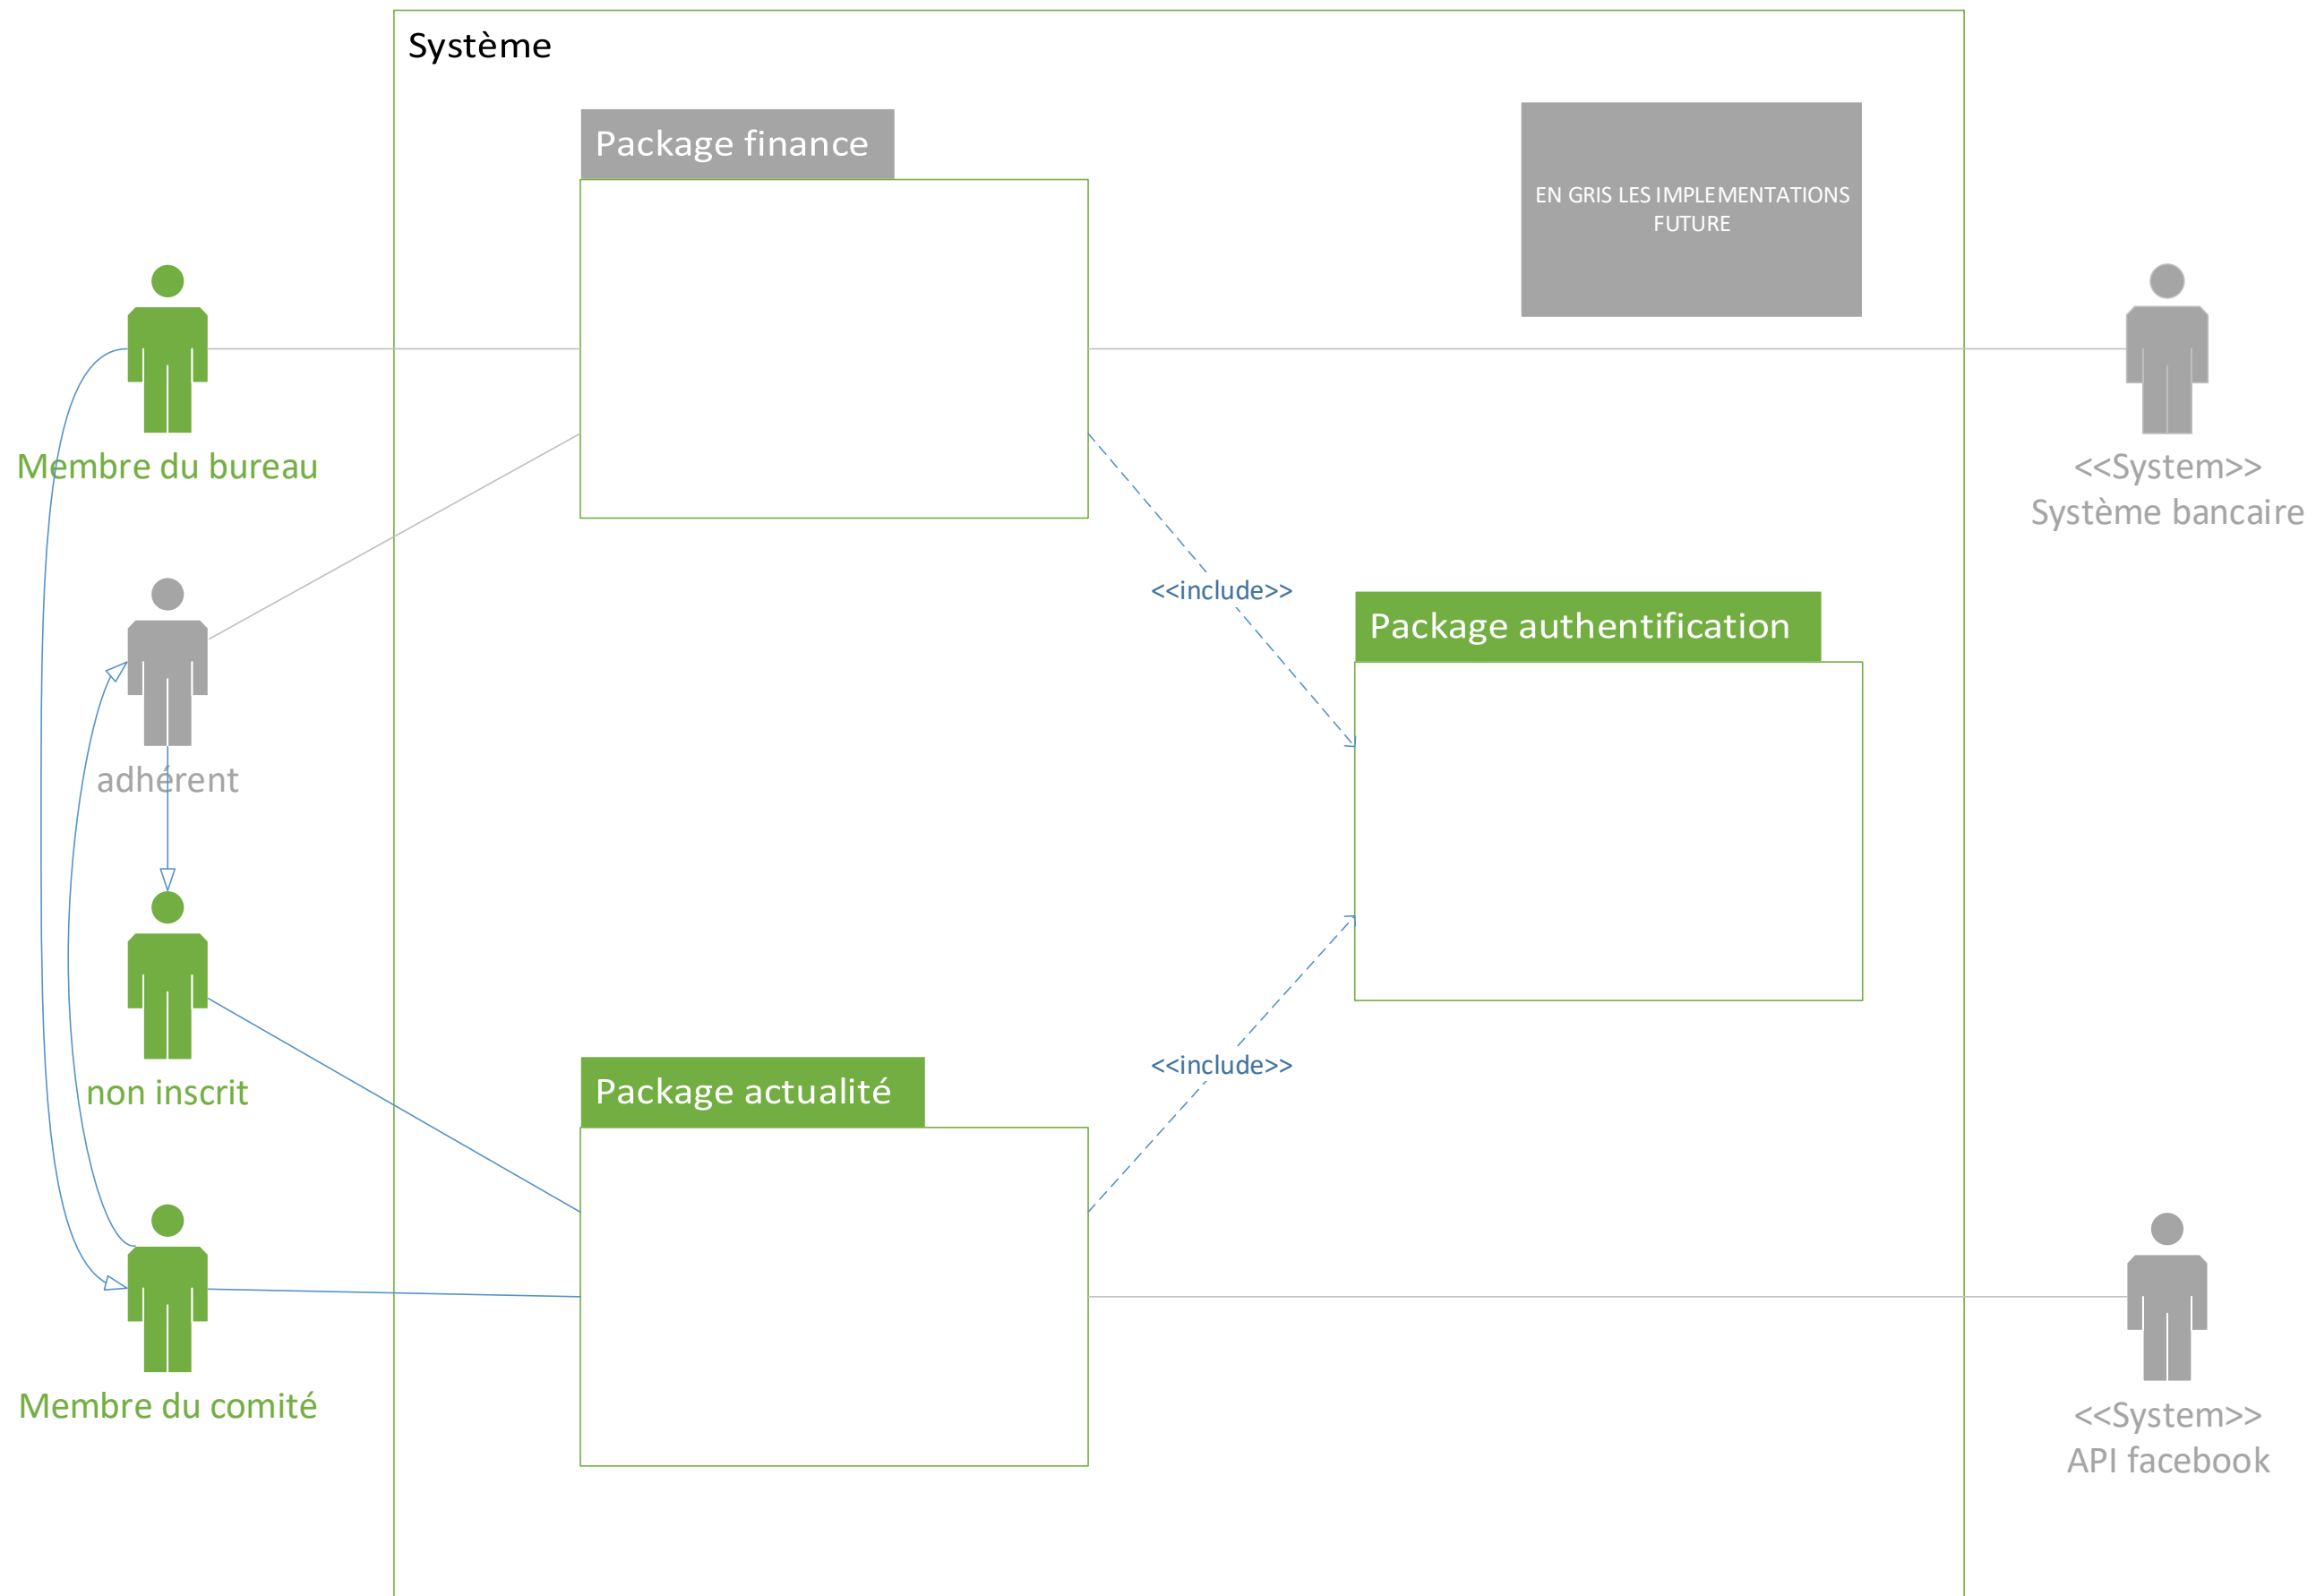 Système
Package finance
EN GRIS LES IMPLEMENTATIONS
FUTURE
Membre du bureau
<<System>>
Système bancaire
<<include>>
Package authentification
adhérent
<<include>>
non inscrit
Package actualité
Membre du comité
<<System>>
API facebook